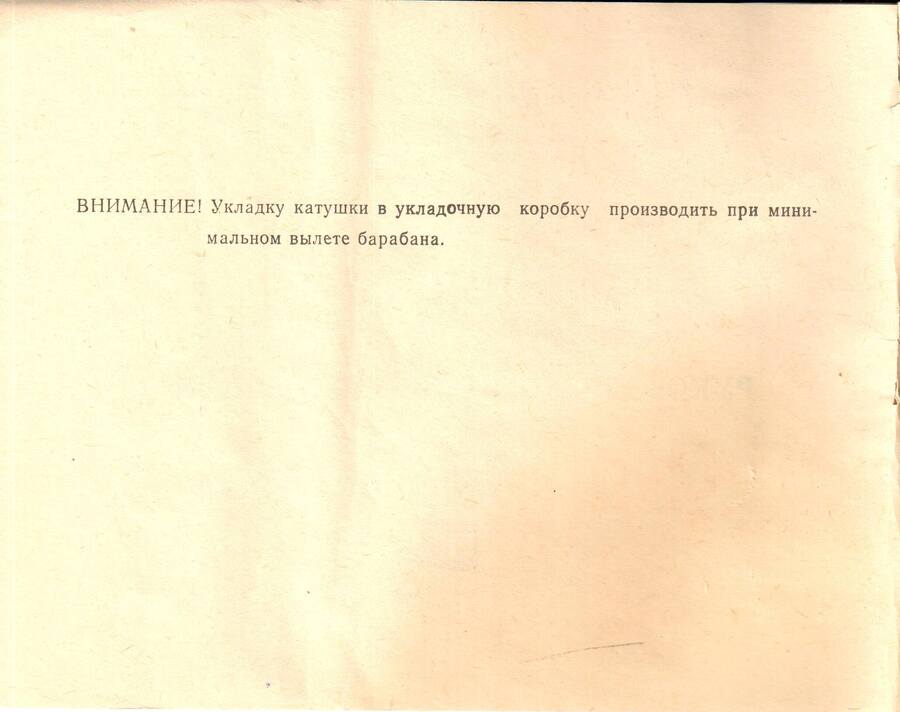 ВНИМАНИЕ! Укладку катушки в укладочную коробку производить при мини-
мальном вылете барабана.